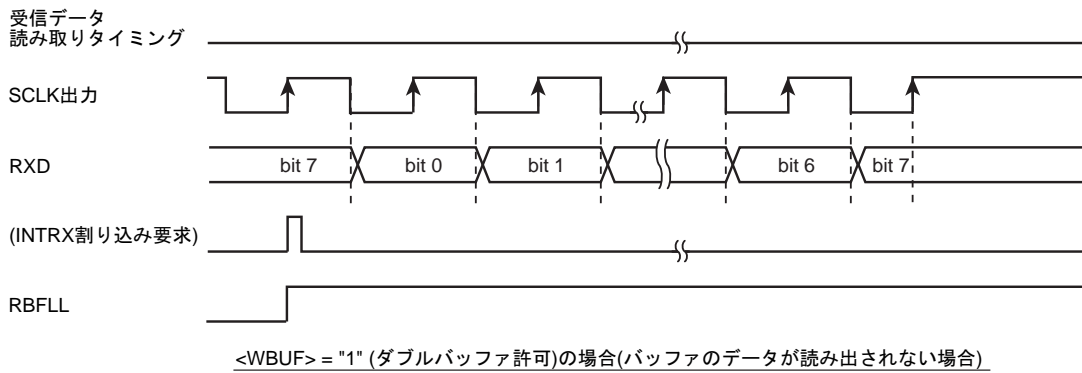 受信データ
読み取りタイミング
SCLK出力
RXD
bit 7 bit 0 bit 1 bit 6 bit 7
(INTRX割り込み要求)
RBFLL
<WBUF> = "1" (ダブルバッファ許可)の場合(バッファのデータが読み出されない場合)